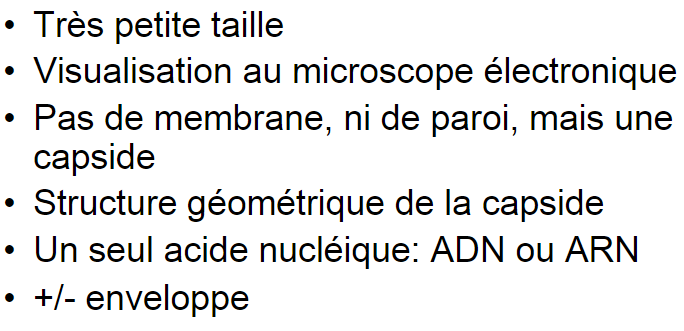 • Très petite taille
• Visualisation au microscope électronique
• Pas de membrane, ni de paroi, mais une
capside
• Structure géométrique de la capside
• Un seul acide nucléique: ADN ou ARN
• +/- enveloppe